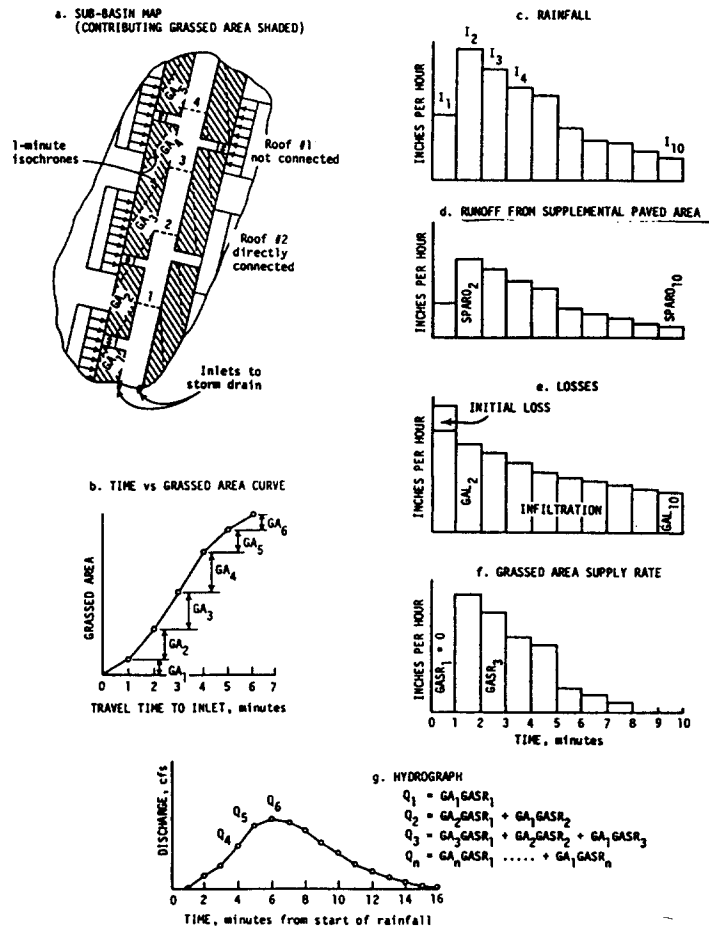 a. SUB-BASIN MAP
(CONTRIBUTING GRASSED AREA SHADED)
1-minute
isochrones
GA5
GA4
GA3
GA2
GA1
4
3
2
1
Roof #1
not connected
Roof #2
directly
connected
Inlets to
storm drain
b. TIME vs GRASSED AREA CURVE
GRASSED AREA
GA6
GA5
GA4
GA3
GA2
GA1
0 1 2 3 4 5 6 7
TRAVEL TIME TO INLET, minutes
c. RAINFALL
INCHES PER HOUR
I1
I2
I3
I4
I10
d. RUNOFF FROM SUPPLEMENTAL PAVED AREA
INCHES PER HOUR
SPARO2
SPARO10
e. LOSSES
INCHES PER HOUR
INITIAL LOSS
GAL2
INFILTRATION
GAL10
f. GRASSED AREA SUPPLY RATE
INCHES PER HOUR
GASR1 = 0
GASR3
0 1 2 3 4 5 6 7 8 9 10
TIME, minutes
g. HYDROGRAPH
Q1 = GA1GASR1
Q2 = GA2GASR1 + GA1GASR2
Q3 = GA3GASR1 + GA2GASR2 + GA1GASR3
Qn = GAnGASR1 ..... + GA1GASRn
DISCHARGE, cfs
Q4
Q5
Q6
0 2 4 6 8 10 12 14 16
TIME, minutes from start of rainfall